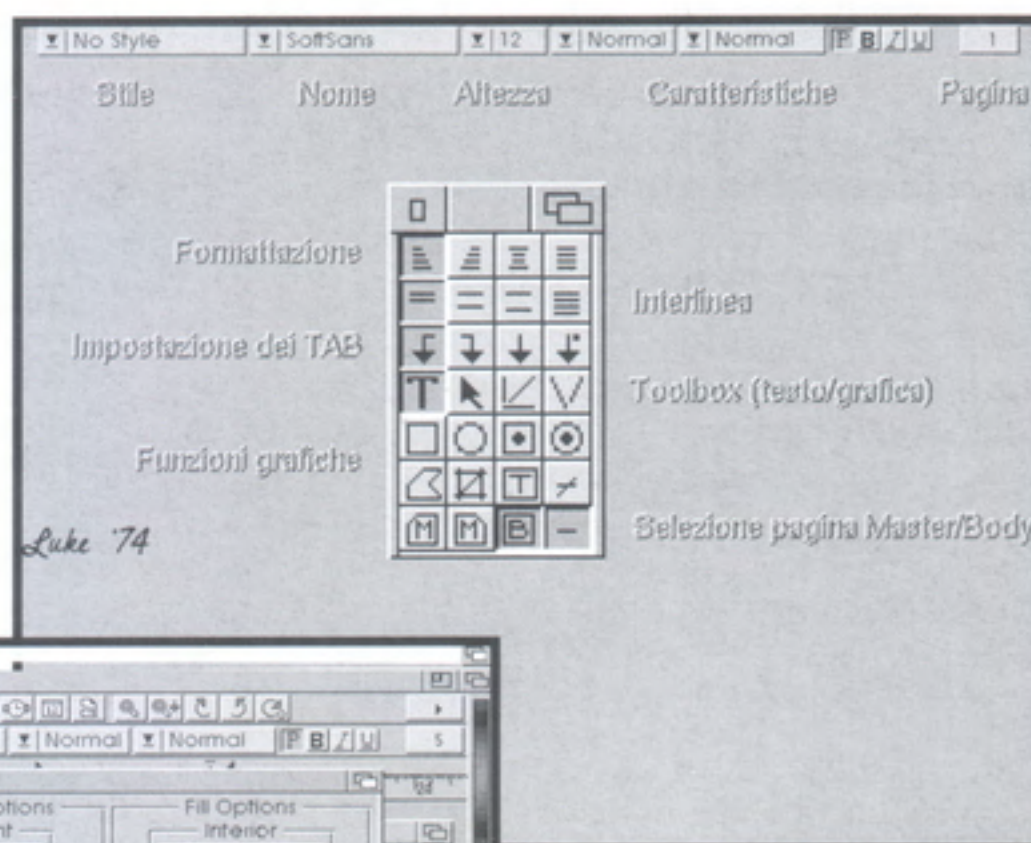 No Style SoftSans 12 Normal Normal P B I U 1
Stile Nome Altezza Caratteristiche Pagina
Formattazione
Interlinea
Impostazione dei TAB
T
Toolbox (testo/grafica)
Funzioni grafiche
T
M M B
Selezione pagina Master/Body
Luke '74
Normal Normal P B I U 5
Fill Options
Interior